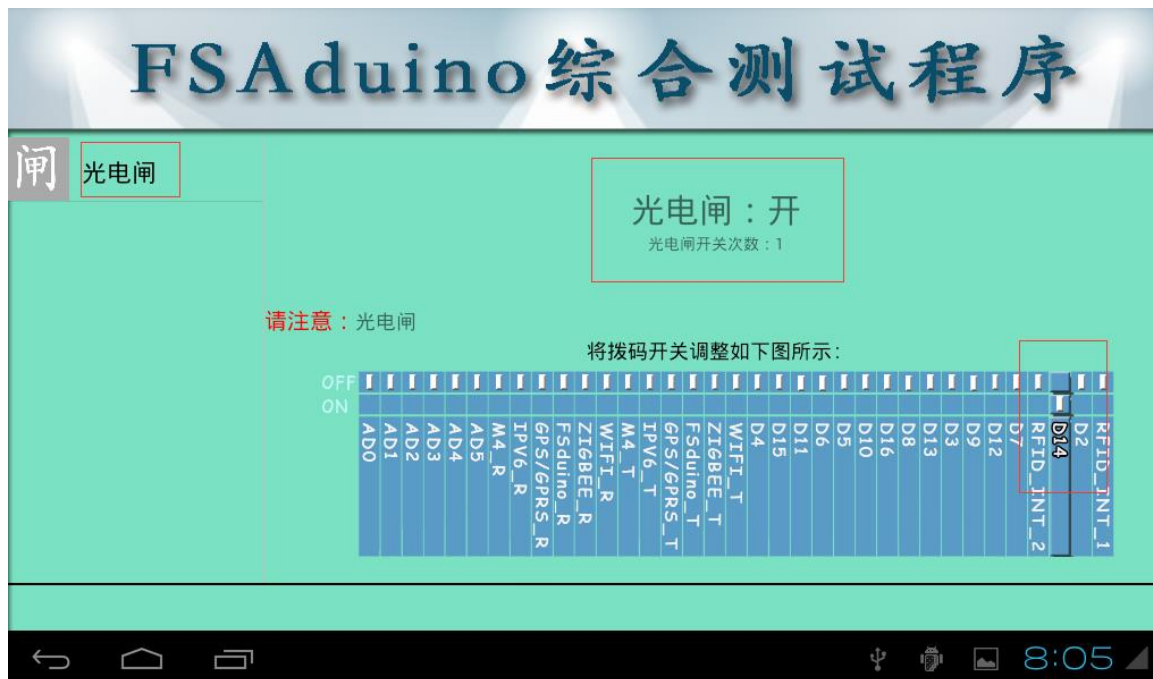 FSAduino综合测试程序
闸
光电闸
光电闸：开
光电闸开关次数：1
请注意：光电闸
将拨码开关调整如下图所示：
OFF
ON
AD0
AD1
AD2
AD3
AD4
AD5
M4_R
IPV6_R
GPS/GPRS_R
FSduino_R
ZIGBEE_R
WIFI_R
M4_T
IPV6_T
GPS/GPRS_T
FSduino_T
ZIGBEE_T
WIFI_T
D4
D15
D11
D6
D5
D10
D16
D8
D13
D3
D9
D12
D7
RFID_INT_2
D14
D2
RFID_INT_1
8:05